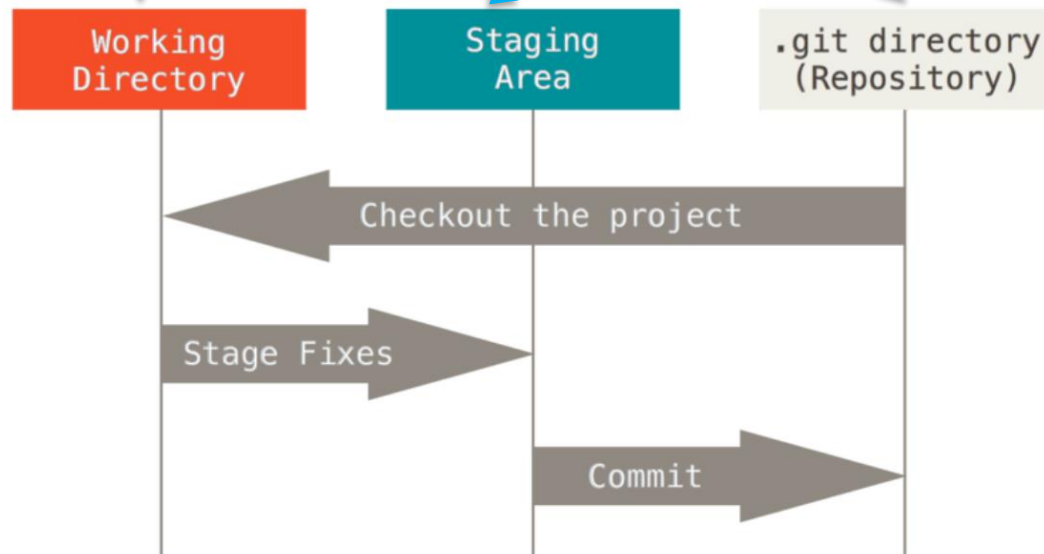 Working
Directory
Staging
Area
.git directory
(Repository)
Checkout the project
Stage Fixes
Commit